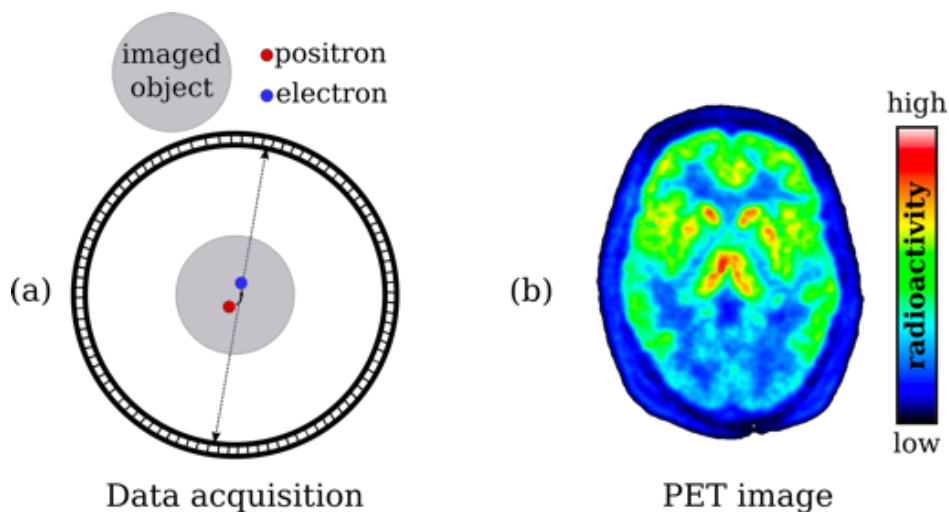 imaged
object
positron
electron
(a)
(b)
high
radioactivity
low
Data acquisition
PET image